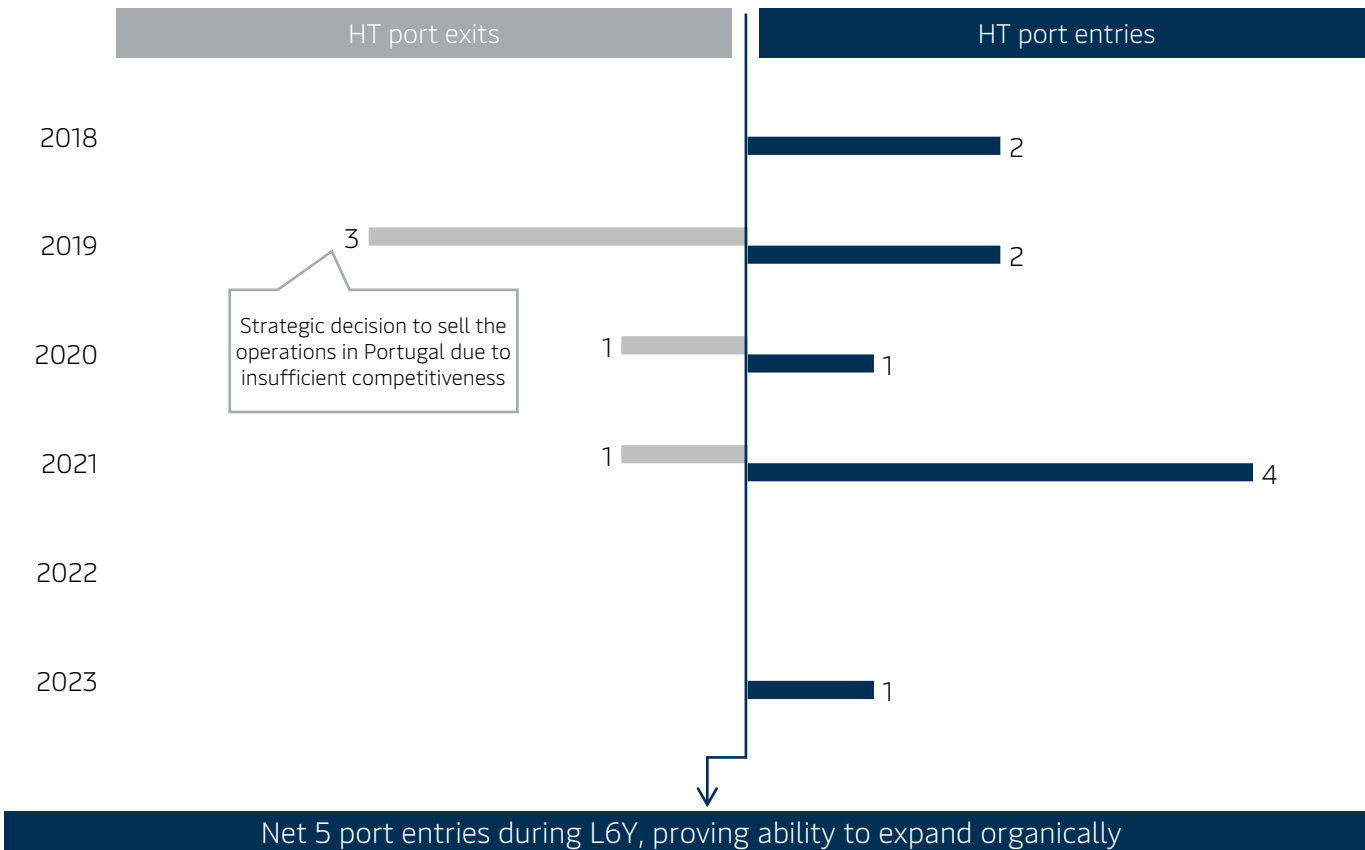 HT port exits
HT port entries
2018
2
2019
3
2
Strategic decision to sell the
operations in Portugal due to
insufficient competitiveness
2020
1
1
2021
1
4
2022
2023
1
Net 5 port entries during L6Y, proving ability to expand organically